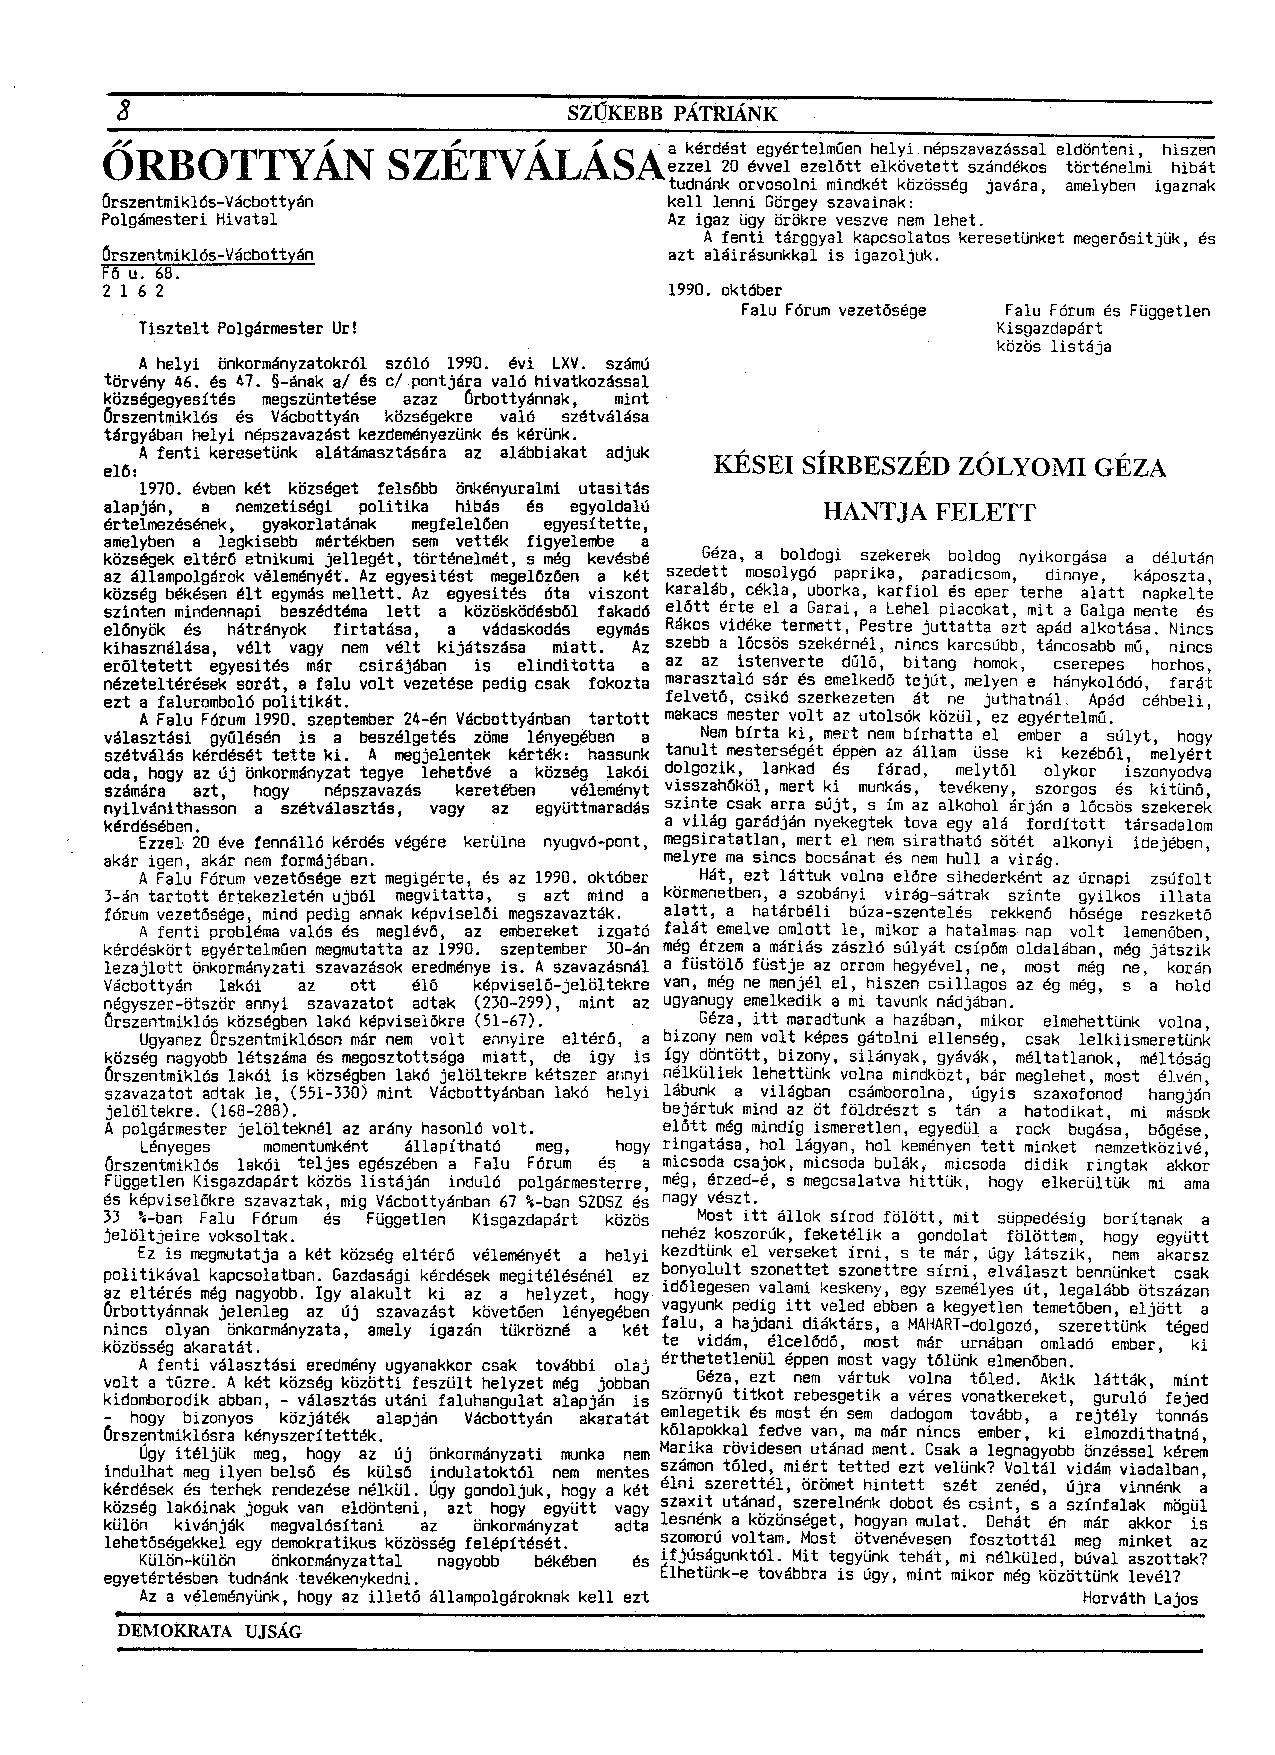 8
SZŰKEBB PÁTRIÁNK
ŐRBOTTYÁN SZÉTVÁLÁSA
Őrszentmiklós-Vácbottyán
Polgámesteri Hivatal
Őrszentmiklós-Vácbottyán
Fő u. 68.
2 1 6 2
Tisztelt Polgármester Ur!
A helyi önkormányzatokról szóló 1990. évi LXV. számú
törvény 46. és 47. §-ának a/ és c/ pontjára való hivatkozással
községegyesítés megszüntetése azaz Őrbottyánnak, mint
Őrszentmiklós és Vácbottyán községekre való szétválása
tárgyában helyi népszavazást kezdeményezünk és kérünk.
A fenti keresetünk alátámasztására az alábbiakat adjuk
elő:
1970. évben két községet felsőbb önkényuralmi utasitás
alapján, a nemzetiségi politika hibás és egyoldalú
értelmezésének, gyakorlatának megfelelően egyesítette,
amelyben a legkisebb mértékben sem vették figyelembe a
községek eltérő etnikumi jellegét, történelmét, s még kevésbé
az állampolgárok véleményét. Az egyesitést megelőzően a két
község békésen élt egymás mellett. Az egyesités óta viszont
szinten mindennapi beszédtéma lett a közösködésből fakadó
előnyök és hátrányok firtatása, a vádaskodás egymás
kihasználása, vélt vagy nem vélt kijátszása miatt. Az
erőltetett egyesités már csirájában is elindította a
nézeteltérések sorát, a falu volt vezetése pedig csak fokozta
ezt a faluromboló politikát.
A Falu Fórum 1990. szeptember 24-én Vácbottyánban tartott
választási gyűlésén is a beszélgetés zöme lényegében a
szétválás kérdését tette ki. A megjelentek kérték: hassunk
oda, hogy az új önkormányzat tegye lehetővé a község lakói
számára azt, hogy népszavazás keretében véleményt
nyilvánithasson a szétválasztás, vagy az együttmaradás
kérdésében.
Ezzel 20 éve fennálló kérdés végére kerülne nyugvó-pont,
akár igen, akár nem formájában.
A Falu Fórum vezetősége ezt megigérte, és az 1990. október
3-án tartott értekezletén ujból megvitatta, s azt mind a
fórum vezetősége, mind pedig annak képviselői megszavazták.
A fenti probléma valós és meglévő, az embereket izgató
kérdéskört egyértelműen megmutatta az 1990. szeptember 30-án
lezajlott önkormányzati szavazások eredménye is. A szavazásnál
Vácbottyán lakói az ott élő képviselő-jelöltekre
négyszer-ötször annyi szavazatot adtak (230-299), mint az
Őrszentmiklós községben lakó képviselőkre (51-67).
Ugyanez Őrszentmiklóson már nem volt ennyire eltérő, a
község nagyobb létszáma és megosztottsága miatt, de igy is
Őrszentmiklós lakói is községben lakó jelöltekre kétszer annyi
szavazatot adtak le, (551-330) mint Vácbottyánban lakó helyi
jelöltekre. (168-288).
A polgármester jelölteknél az arány hasonló volt.
Lényeges momentumként állapítható meg, hogy
Őrszentmiklós lakói teljes egészében a Falu Fórum és a
Független Kisgazdapárt közös listáján induló polgármesterre,
és képviselőkre szavaztak, mig Vácbottyánban 67 %-ban SZDSZ és
33 %-ban Falu Fórum és Független Kisgazdapárt közös
jelöltjeire voksoltak.
Ez is megmutatja a két község eltérő véleményét a helyi
politikával kapcsolatban. Gazdasági kérdések megitélésénél ez
az eltérés még nagyobb. Igy alakult ki az a helyzet, hogy
Őrbottyánnak jelenleg az új szavazást követően lényegében
nincs olyan önkormányzata, amely igazán tükrözné a két
közösség akaratát.
A fenti választási eredmény ugyanakkor csak további olaj
volt a tűzre. A két község közötti feszült helyzet még jobban
kidomborodik abban, - választás utáni faluhangulat alapján is
- hogy bizonyos közjáték alapján Vácbottyán akaratát
Őrszentmiklósra kényszerítették.
Úgy itéljük meg, hogy az új önkormányzati munka nem
indulhat meg ilyen belső és külső indulatoktól nem mentes
kérdések és terhek rendezése nélkül. Úgy gondoljuk, hogy a két
község lakóinak joguk van eldönteni, azt hogy együtt vagy
külön kivánják megvalósítani az önkormányzat adta
lehetőségekkel egy demokratikus közösség felépítését.
Külön-külön önkormányzattal nagyobb békében és
egyetértésben tudnánk tevékenykedni.
Az a véleményünk, hogy az illető állampolgároknak kell ezt
a kérdést egyértelműen helyi népszavazással eldönteni, hiszen
ezzel 20 évvel ezelőtt elkövetett szándékos történelmi hibát
tudnánk orvosolni mindkét közösség javára, amelyben igaznak
kell lenni Görgey szavainak:
Az igaz ügy örökre veszve nem lehet.
A fenti tárggyal kapcsolatos keresetünket megerősitjük, és
azt aláirásunkkal is igazoljuk.
1990. október
Falu Fórum vezetősége Falu Fórum és Független
Kisgazdapárt
közös listája
KÉSEI SÍRBESZÉD ZÓLYOMI GÉZA
HANTJA FELETT
Géza, a boldogi szekerek boldog nyikorgása a délután
szedett mosolygó paprika, paradicsom, dinnye, káposzta,
karaláb, cékla, uborka, karfiol és eper terhe alatt napkelte
előtt érte el a Garai, a Lehel piacokat, mit a Galga mente és
Rákos vidéke termett, Pestre juttatta azt apád alkotása. Nincs
szebb a lőcsös szekérnél, nincs karcsúbb, táncosabb mű, nincs
az az istenverte dűlő, bitang homok, cserepes horhos,
marasztaló sár és emelkedő tejút, melyen e hánykolódó, farát
felvető, csikó szerkezeten át ne juthatnál. Apád céhbeli,
makacs mester volt az utolsók közül, ez egyértelmű.
Nem bírta ki, mert nem bírhatta el ember a súlyt, hogy
tanult mesterségét éppen az állam üsse ki kezéből, melyért
dolgozik, lankad és fárad, melytől olykor iszonyodva
visszahőköl, mert ki munkás, tevékeny, szorgos és kitünő,
szinte csak arra sújt, s ím az alkohol árján a lőcsös szekerek
a világ garádján nyekegtek tova egy alá fordított társadalom
megsiratatlan, mert el nem siratható sötét alkonyi idejében,
melyre ma sincs bocsánat és nem hull a virág.
Hát, ezt láttuk volna előre sihederként az úrnapi zsúfolt
körmenetben, a szobányi virág-sátrak szinte gyilkos illata
alatt, a határbéli búza-szentelés rekkenő hősége reszkető
falát emelve omlott le, mikor a hatalmas nap volt lemenőben,
még érzem a máriás zászló súlyát csípőm oldalában, még játszik
a füstölő füstje az orrom hegyével, ne, most még ne, korán
van, még ne menjél el, hiszen csillagos az ég még, s a hold
ugyanugy emelkedik a mi tavunk nádjában.
Géza, itt maradtunk a hazában, mikor elmehettünk volna,
bizony nem volt képes gátolni ellenség, csak lelkiismeretünk
így döntött, bizony, silányak, gyávák, méltatlanok, méltóság
nélküliek lehettünk volna mindközt, bár meglehet, most élvén,
lábunk a világban csámborolna, úgyis szaxofonod hangján
bejártuk mind az öt földrészt s tán a hatodikat, mi mások
előtt még mindíg ismeretlen, egyedül a rock bugása, bőgése,
ringatása, hol lágyan, hol keményen tett minket nemzetközivé,
micsoda csajok, micsoda bulák, micsoda didik ringtak akkor
még, érzed-é, s megcsalatva hittük, hogy elkerültük mi ama
nagy vészt.
Most itt állok sírod fölött, mit süppedésig borítanak a
nehéz koszorúk, feketélik a gondolat fölöttem, hogy együtt
kezdtünk el verseket írni, s te már, úgy látszik, nem akarsz
bonyolult szonettet szonettre sírni, elválaszt bennünket csak
időlegesen valami keskeny, egy személyes út, legalább ötszázan
vagyunk pedig itt veled ebben a kegyetlen temetőben, eljött a
falu, a hajdani diáktárs, a MAHART-dolgozó, szerettünk téged
te vidám, élcelődő, most már urnában omladó ember, ki
érthetetlenül éppen most vagy tőlünk elmenőben.
Géza, ezt nem vártuk volna tőled. Akik látták, mint
szörnyű titkot rebesgetik a véres vonatkereket, guruló fejed
emlegetik és most én sem dadogom tovább, a rejtély tonnás
kőlapokkal fedve van, ma már nincs ember, ki elmozdithatná,
Marika rövidesen utánad ment. Csak a legnagyobb önzéssel kérem
számon tőled, miért tetted ezt velünk? Voltál vidám viadalban,
élni szerettél, örömet hintett szét zenéd, újra vinnénk a
szaxit utánad, szerelnénk dobot és csint, s a színfalak mögül
lesnénk a közönséget, hogyan mulat. Dehát én már akkor is
szomorú voltam. Most ötvenévesen fosztottál meg minket az
ifjúságunktól. Mit tegyünk tehát, mi nélküled, búval aszottak?
Élhetünk-e továbbra is úgy, mint mikor még közöttünk levél?
Horváth Lajos
DEMOKRATA UJSÁG